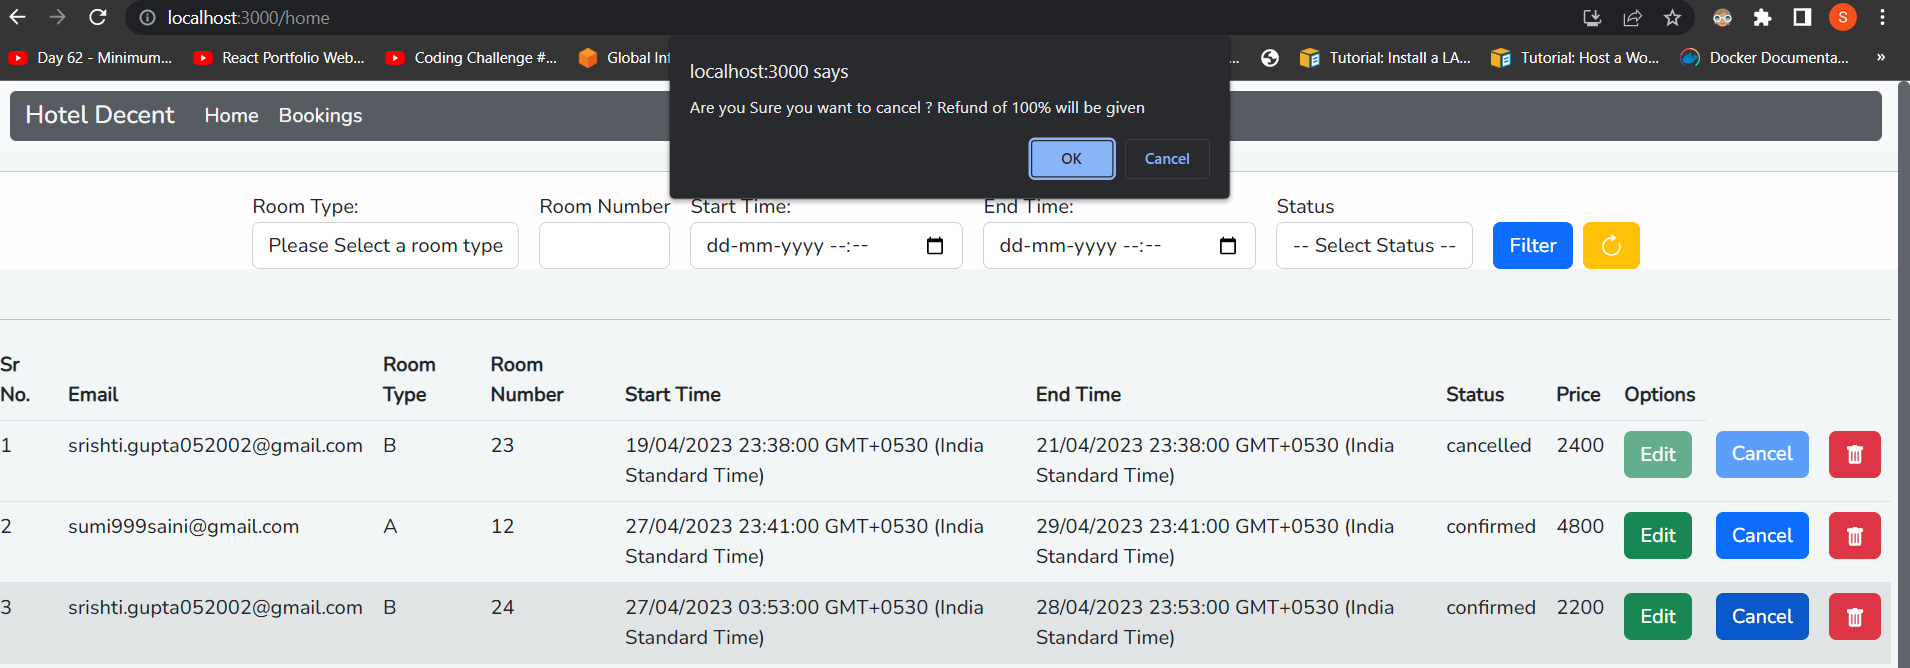 localhost:3000/home
Day 62 - Minimum... React Portfolio Web... Coding Challenge #... Global In ... Tutorial: Install a LA... Tutorial: Host a Wo... Docker Documenta... »
S
localhost:3000 says
Are you Sure you want to cancel ? Refund of 100% will be given
OK Cancel
Hotel Decent Home Bookings
Room Type: Room Number Start Time: End Time: Status
Please Select a room type dd-mm-yyyy --:-- dd-mm-yyyy --:-- -- Select Status -- Filter
Sr No. Email Room Type Room Number Start Time End Time Status Price Options
1 srishti.gupta052002@gmail.com B 23 19/04/2023 23:38:00 GMT+0530 (India Standard Time) 21/04/2023 23:38:00 GMT+0530 (India Standard Time) cancelled 2400 Edit Cancel
2 sumi999saini@gmail.com A 12 27/04/2023 23:41:00 GMT+0530 (India Standard Time) 29/04/2023 23:41:00 GMT+0530 (India Standard Time) confirmed 4800 Edit Cancel
3 srishti.gupta052002@gmail.com B 24 27/04/2023 03:53:00 GMT+0530 (India Standard Time) 28/04/2023 23:53:00 GMT+0530 (India Standard Time) confirmed 2200 Edit Cancel